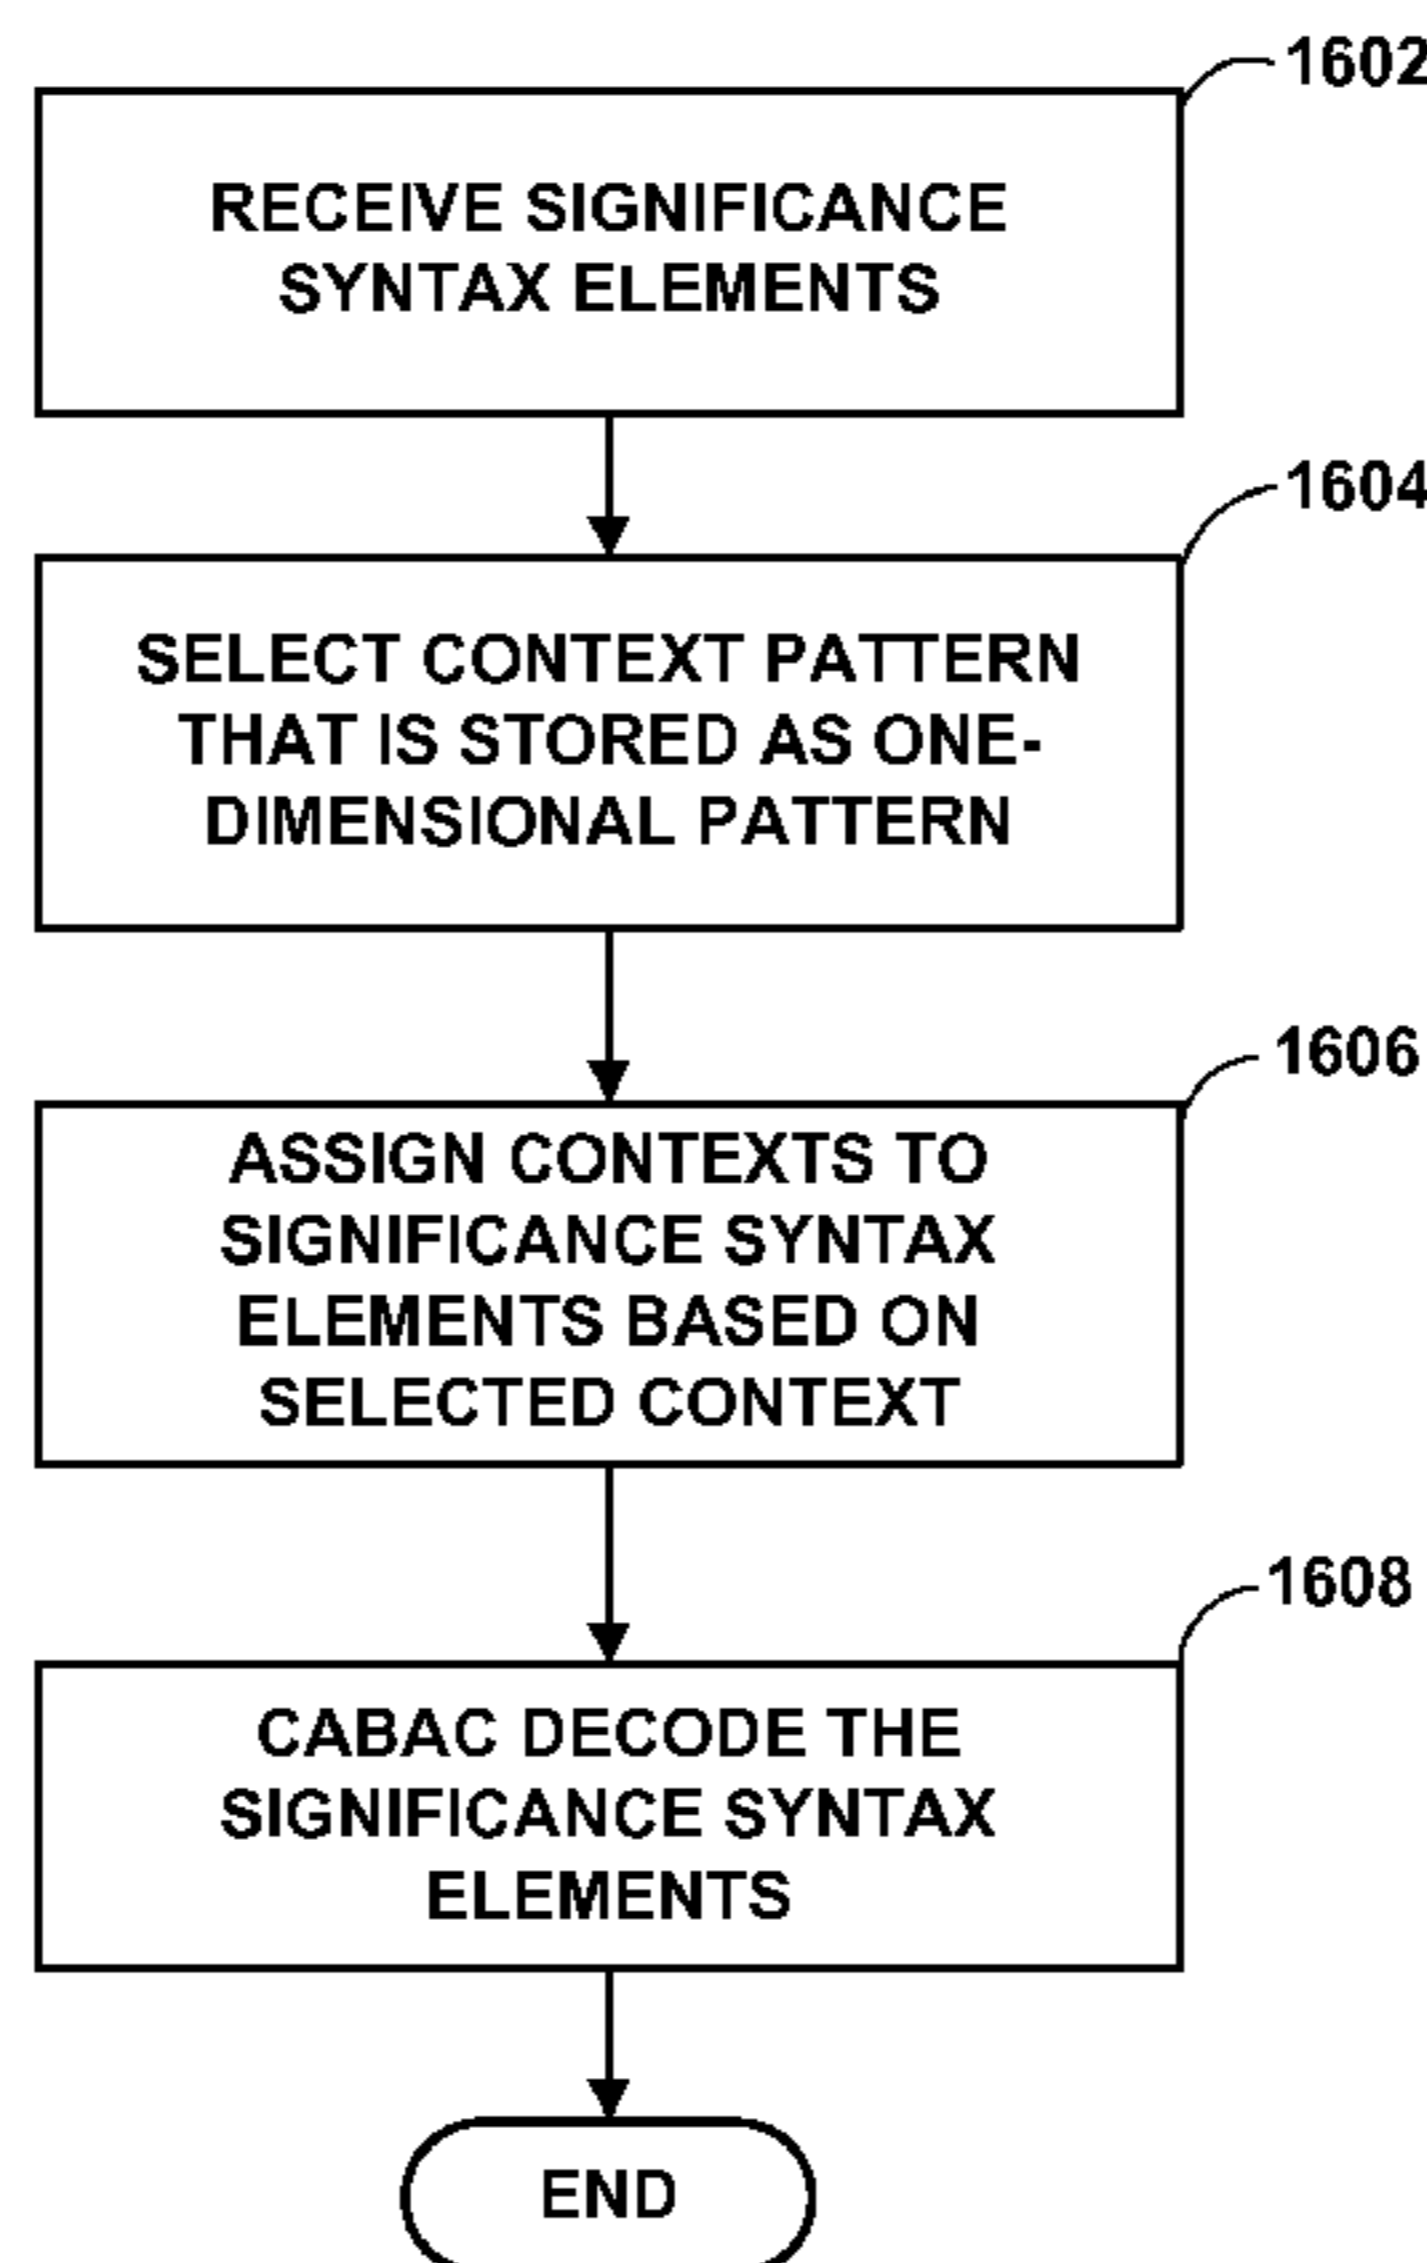 1602
RECEIVE SIGNIFICANCE
SYNTAX ELEMENTS
1604
SELECT CONTEXT PATTERN
THAT IS STORED AS ONE-
DIMENSIONAL PATTERN
1606
ASSIGN CONTEXTS TO
SIGNIFICANCE SYNTAX
ELEMENTS BASED ON
SELECTED CONTEXT
1608
CABAC DECODE THE
SIGNIFICANCE SYNTAX
ELEMENTS
END